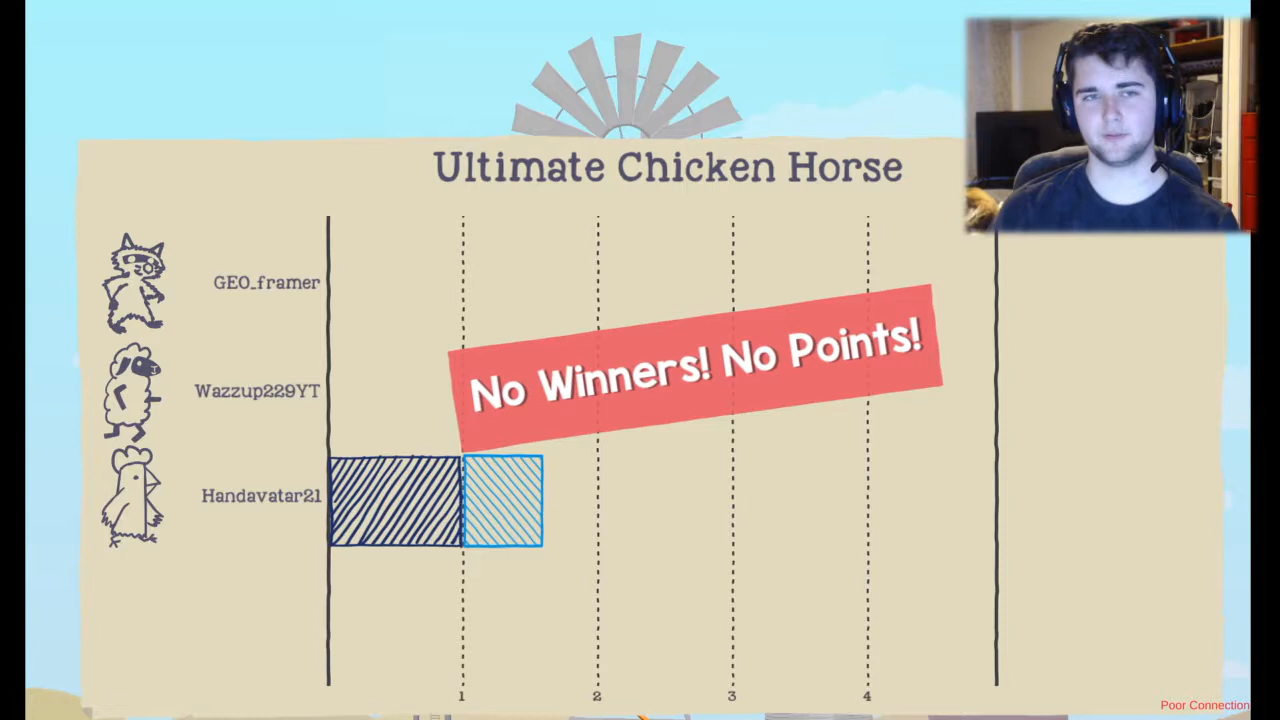 Ultimate Chicken Horse
GEO_framer
No Winners! No Points!
Wazzup229YT
Handavatar21
1 2 3 4
Poor Connection